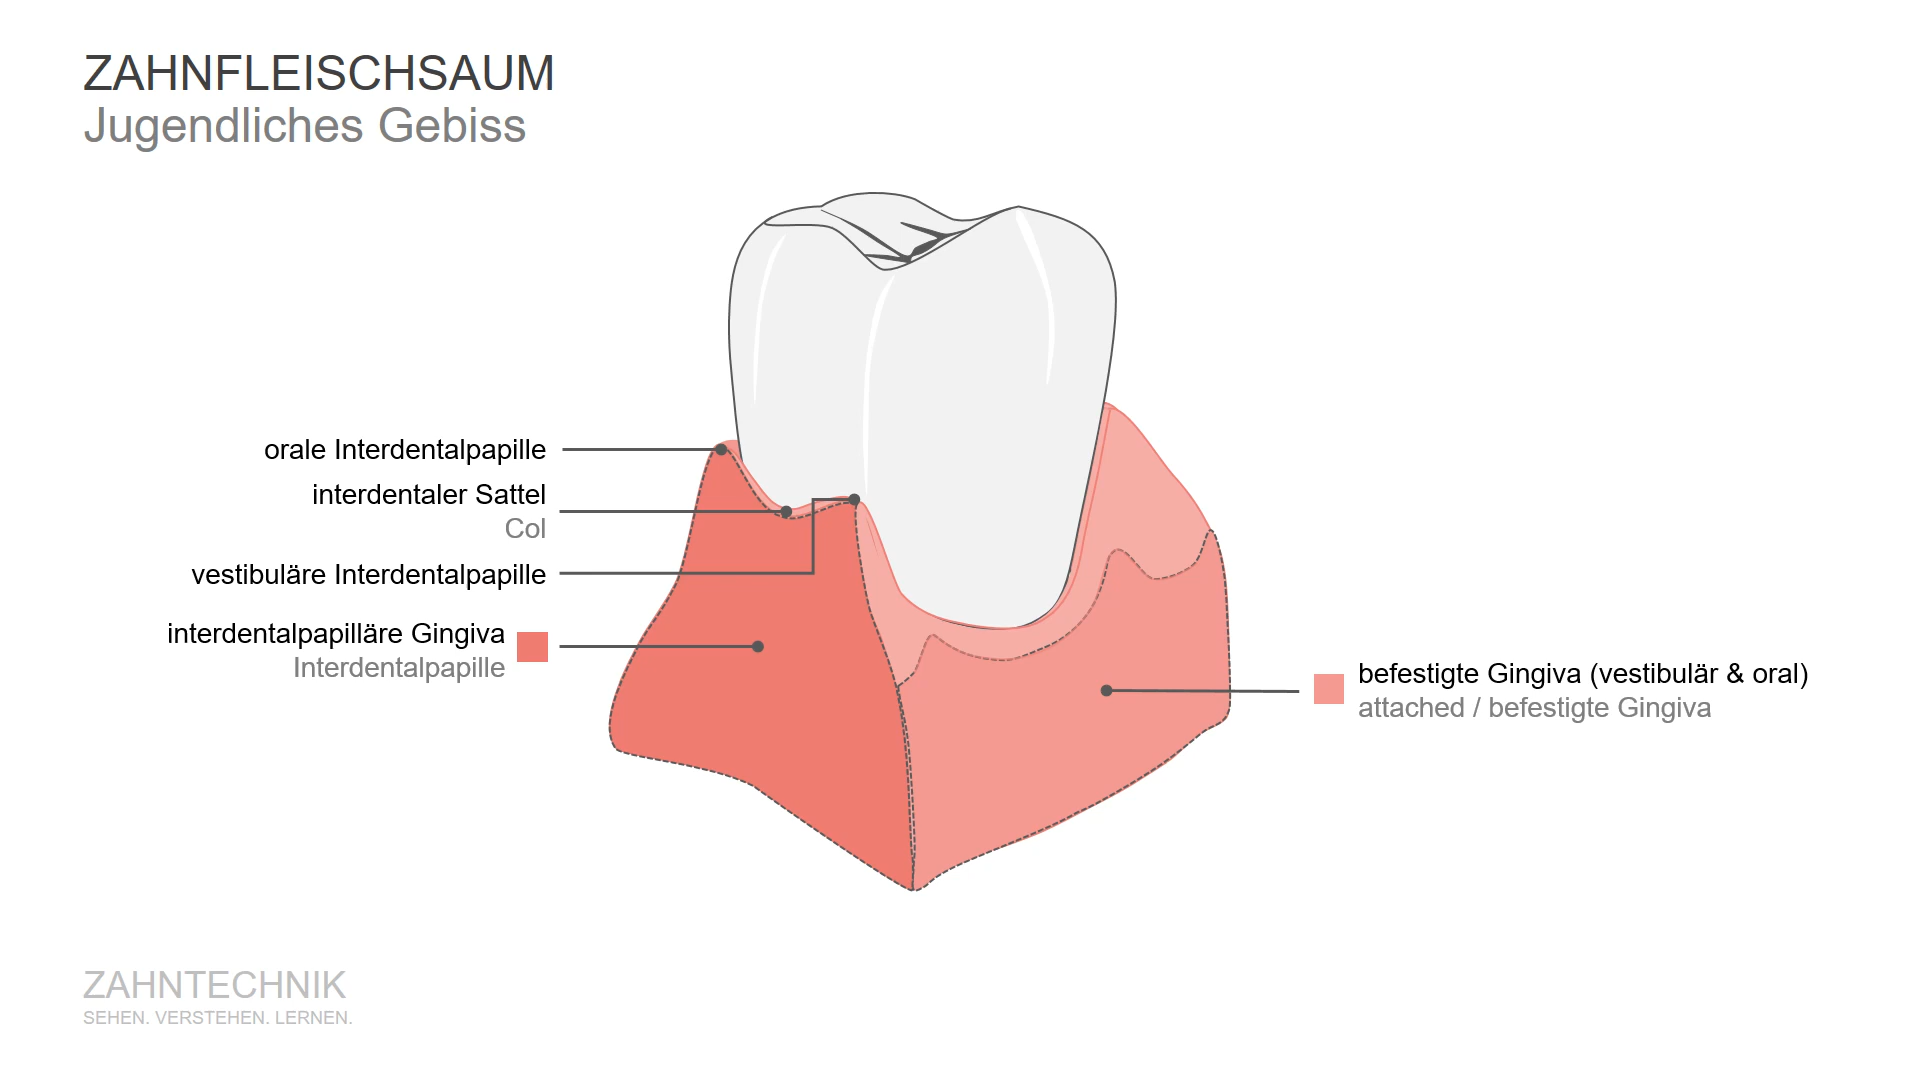 ZAHNFLEISCHSAUM
Jugendliches Gebiss
orale Interdentalpapille
interdentaler Sattel
Col
vestibuläre Interdentalpapille
interdentalpapilläre Gingiva
Interdentalpapille
befestigte Gingiva (vestibulär & oral)
attached / befestigte Gingiva
ZAHNTECHNIK
SEHEN. VERSTEHEN. LERNEN.